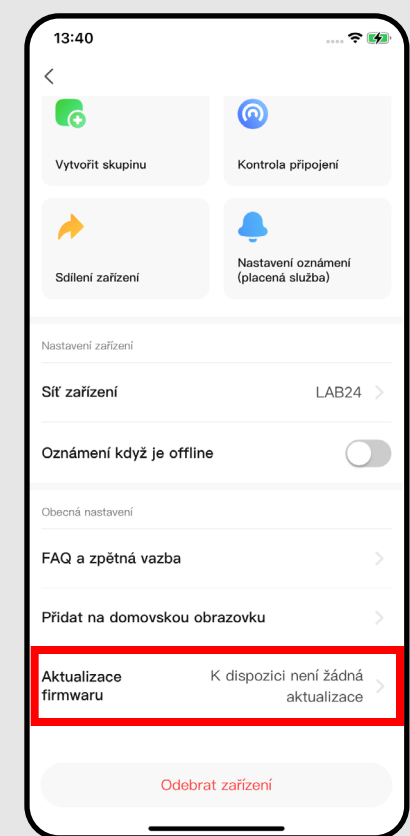 13:40
Vytvořit skupinu
Kontrola připojení
Sdílení zařízení
Nastavení oznámení
(placená služba)
Nastavení zařízení
Síť zařízení
LAB24
Oznámení když je offline
Obecná nastavení
FAQ a zpětná vazba
Přidat na domovskou obrazovku
Aktualizace
firmwaru
K dispozici není žádná
aktualizace
Odebrat zařízení